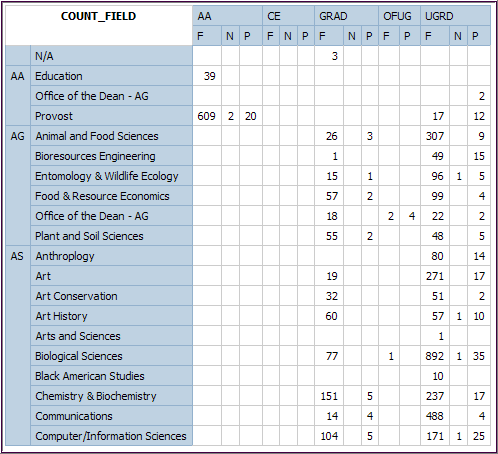 COUNT_FIELD AA CE GRAD OFUG UGRD
F N P F N P F N P F P F N P
N/A 3
AA Education 39
Office of the Dean - AG 2
Provost 609 2 20 17 12
AG Animal and Food Sciences 26 3 307 9
Bioresources Engineering 1 49 15
Entomology & Wildlife Ecology 15 1 96 1 5
Food & Resource Economics 57 2 99 4
Office of the Dean - AG 18 2 4 22 2
Plant and Soil Sciences 55 2 48 5
AS Anthroplogy 80 14
Art 19 271 17
Art Conservation 32 51 2
Art History 60 57 1 10
Arts and Sciences 1
Biological Sciences 77 1 892 1 35
Black American Studies 10
Chemistry & Biochemistry 151 5 237 17
Communications 14 4 488 4
Computer/Information Sciences 104 5 171 1 25